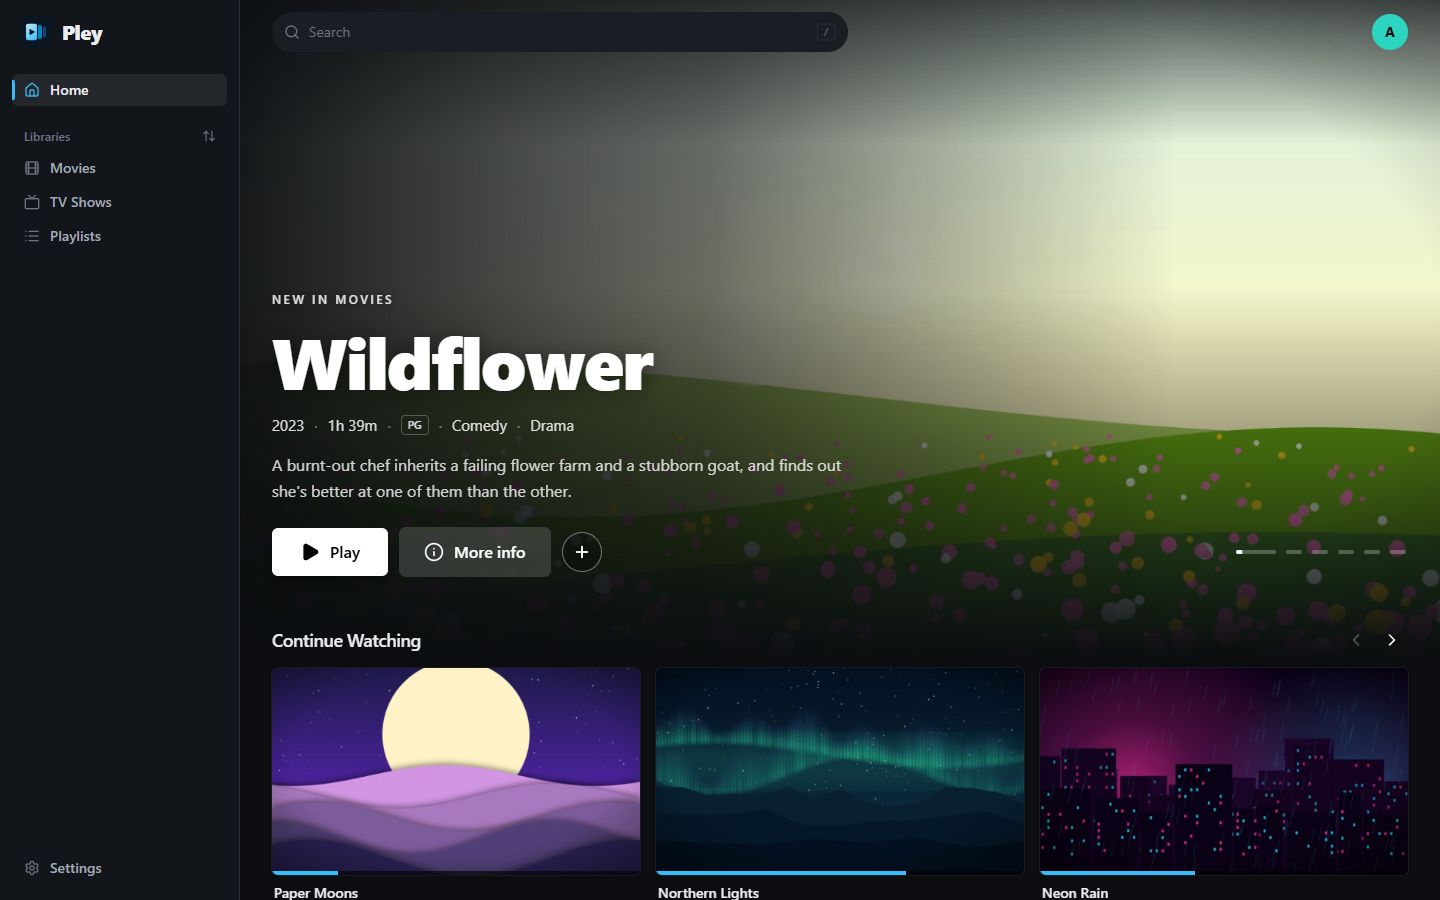 Pley
Search
/
A
Home
Libraries
Movies
TV Shows
Playlists
NEW IN MOVIES
Wildflower
2023 · 1h 39m · PG · Comedy · Drama
A burnt-out chef inherits a failing flower farm and a stubborn goat, and finds out
she's better at one of them than the other.
Play
More info
Continue Watching
Paper Moons
Northern Lights
Neon Rain
Settings